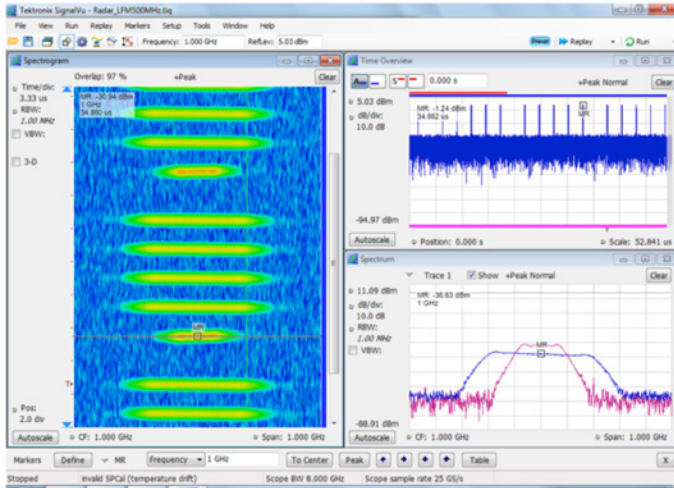 Tektronix SignalVu - Radar_LFM500MHz.tiq
File View Run Replay Markers Setup Tools Window Help
Frequency: 1.000 GHz RefLev: 5.03 dBm Preset Replay Run
Spectrogram
Overlap: 97 % +Peak Clear
Time/div:
3.33 us
RBW:
1.00 MHz
VBW:
3-D
MR: -30.94 dBm
1 GHz
54.860 us
MR
T
Pos:
2.0 div
Autoscale CF: 1.000 GHz Span: 1.000 GHz
Time Overview
0.000 s +Peak Normal Clear
5.03 dBm
dB/div:
10.0 dB
MR: -1.24 dBm
54.862 us
MR
-94.97 dBm
T
Autoscale Position: 0.000 s Scale: 52.841 us
Spectrum
Trace 1 Show +Peak Normal Clear
11.09 dBm
dB/div:
10.0 dB
RBW:
1.00 MHz
VBW:
MR: -36.63 dBm
1 GHz
MR
-88.91 dBm
Autoscale CF: 1.000 GHz Span: 1.000 GHz
Markers Define MR Frequency 1 GHz To Center Peak Table X
Stopped Invalid SPCal (temperature drift) Scope BW 8.000 GHz Scope sample rate 25 GS/s